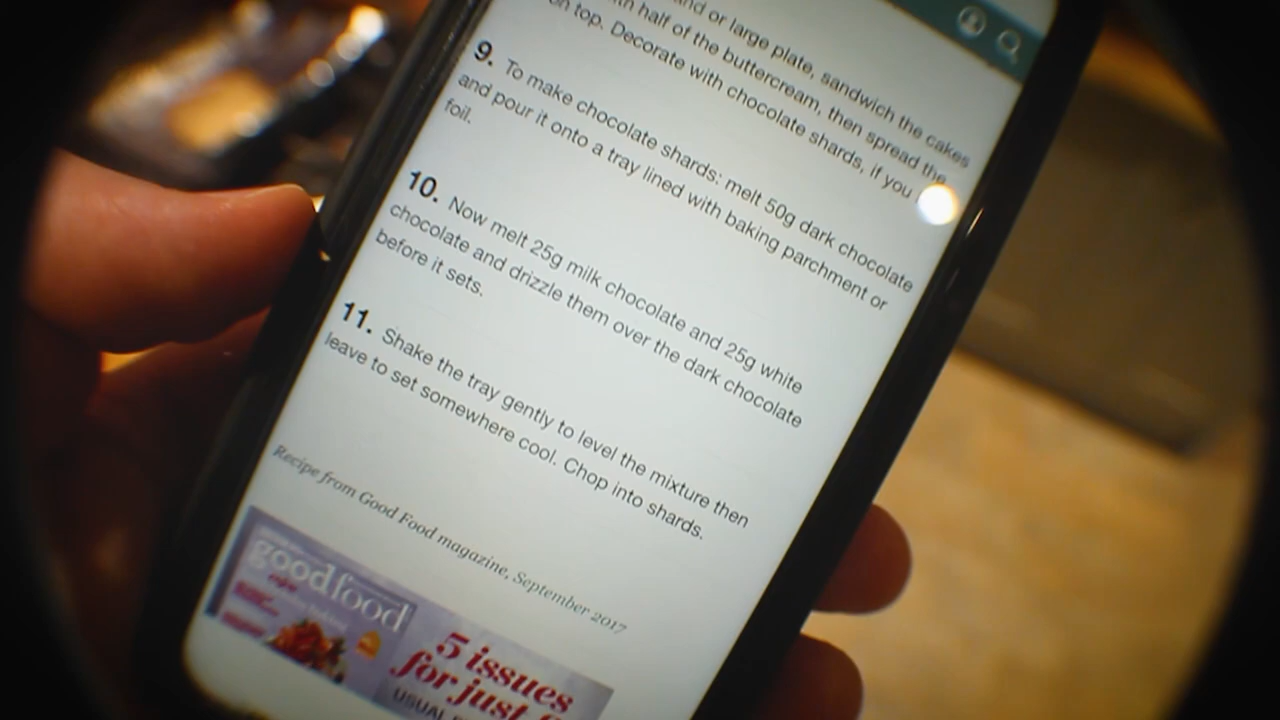 and or large plate, sandwich the cakes
half of the buttercream, then spread the
on top. Decorate with chocolate shards, if you
9. To make chocolate shards: melt 50g dark chocolate
and pour it onto a tray lined with baking parchment or
foil.
10. Now melt 25g milk chocolate and 25g white
chocolate and drizzle them over the dark chocolate
before it sets.
11. Shake the tray gently to level the mixture then
leave to set somewhere cool. Chop into shards.
Recipe from Good Food magazine, September 2017
goodfood
5 issues
for just
USUAL